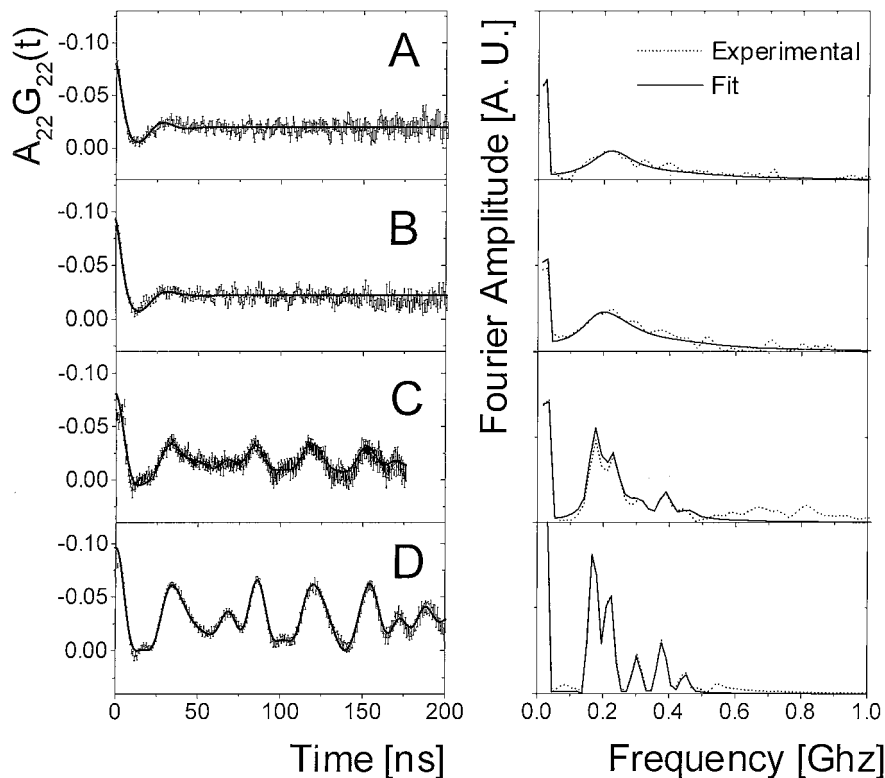 A₂₂G₂₂(t)
-0.10
-0.05
0.00
A
-0.10
-0.05
0.00
B
-0.10
-0.05
0.00
C
-0.10
-0.05
0.00
D
0 50 100 150 200
Time [ns]
Fourier Amplitude [A. U.]
Experimental
Fit
0.0 0.2 0.4 0.6 0.8 1.0
Frequency [Ghz]